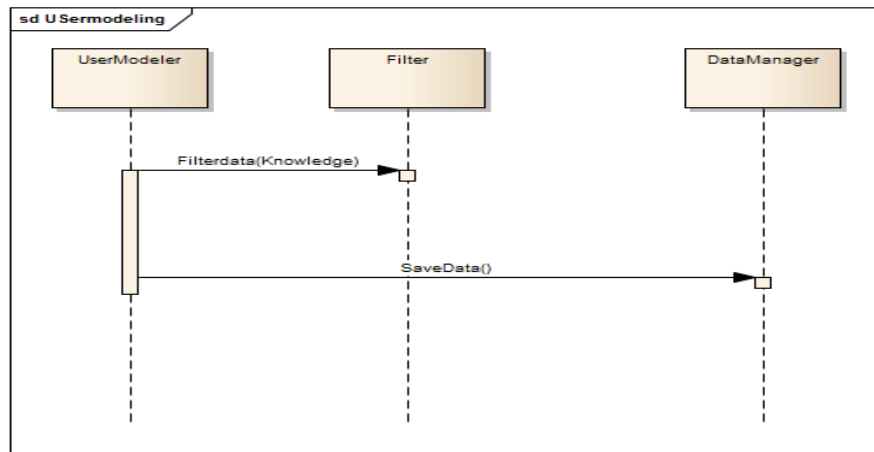 sd USermodeling
UserModeler
Filter
DataManager
Filterdata(Knowledge)
SaveData()